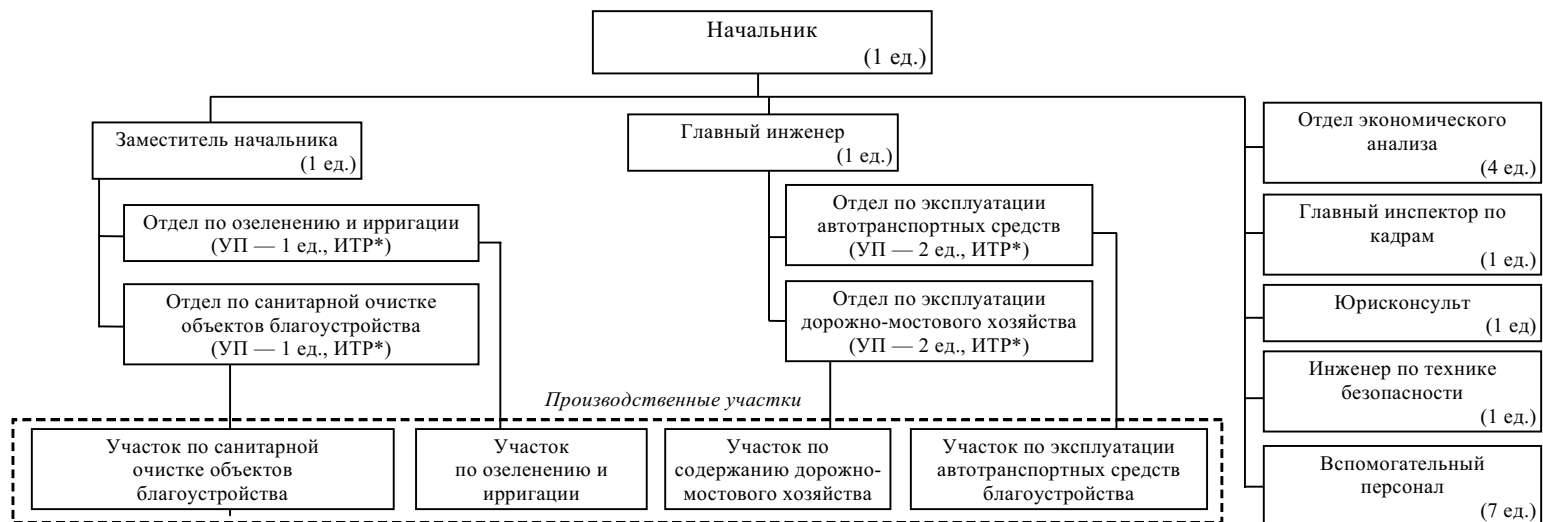 Начальник
(1 ед.)
Заместитель начальника
(1 ед.)
Главный инженер
(1 ед.)
Отдел по озеленению и ирригации
(УП — 1 ед., ИТР*)
Отдел по санитарной очистке
объектов благоустройства
(УП — 1 ед., ИТР*)
Отдел по эксплуатации
автотранспортных средств
(УП — 2 ед., ИТР*)
Отдел по эксплуатации
дорожно-мостового хозяйства
(УП — 2 ед., ИТР*)
Отдел экономического
анализа
(4 ед.)
Главный инспектор по
кадрам
(1 ед.)
Юрисконсульт
(1 ед)
Инженер по технике
безопасности
(1 ед.)
Вспомогательный
персонал
(7 ед.)
Производственные участки
Участок по санитарной
очистке объектов
благоустройства
Участок
по озеленению и
ирригации
Участок по
содержанию дорожно-
мостового хозяйства
Участок по эксплуатации
автотранспортных средств
благоустройства